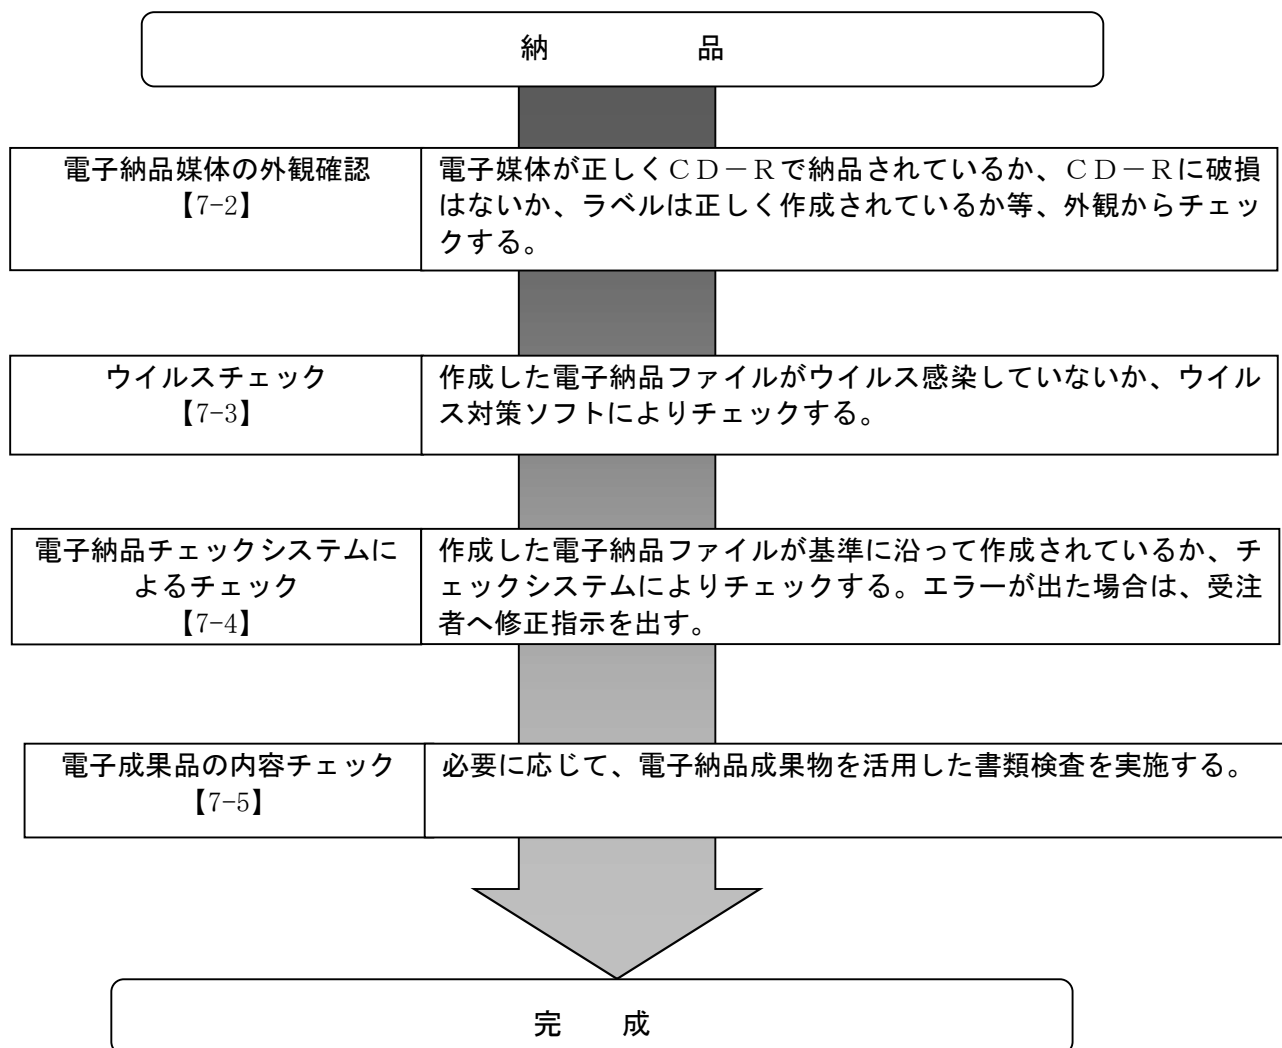 納　　　　　　品
電子納品媒体の外観確認
【7-2】
電子媒体が正しくＣＤ－Ｒで納品されているか、ＣＤ－Ｒに破損
はないか、ラベルは正しく作成されているか等、外観からチェッ
クする。
ウイルスチェック
【7-3】
作成した電子納品ファイルがウイルス感染していないか、ウイル
ス対策ソフトによりチェックする。
電子納品チェックシステムに
よるチェック
【7-4】
作成した電子納品ファイルが基準に沿って作成されているか、チ
ェックシステムによりチェックする。エラーが出た場合は、受注
者へ修正指示を出す。
電子成果品の内容チェック
【7-5】
必要に応じて、電子納品成果物を活用した書類検査を実施する。
完　　成